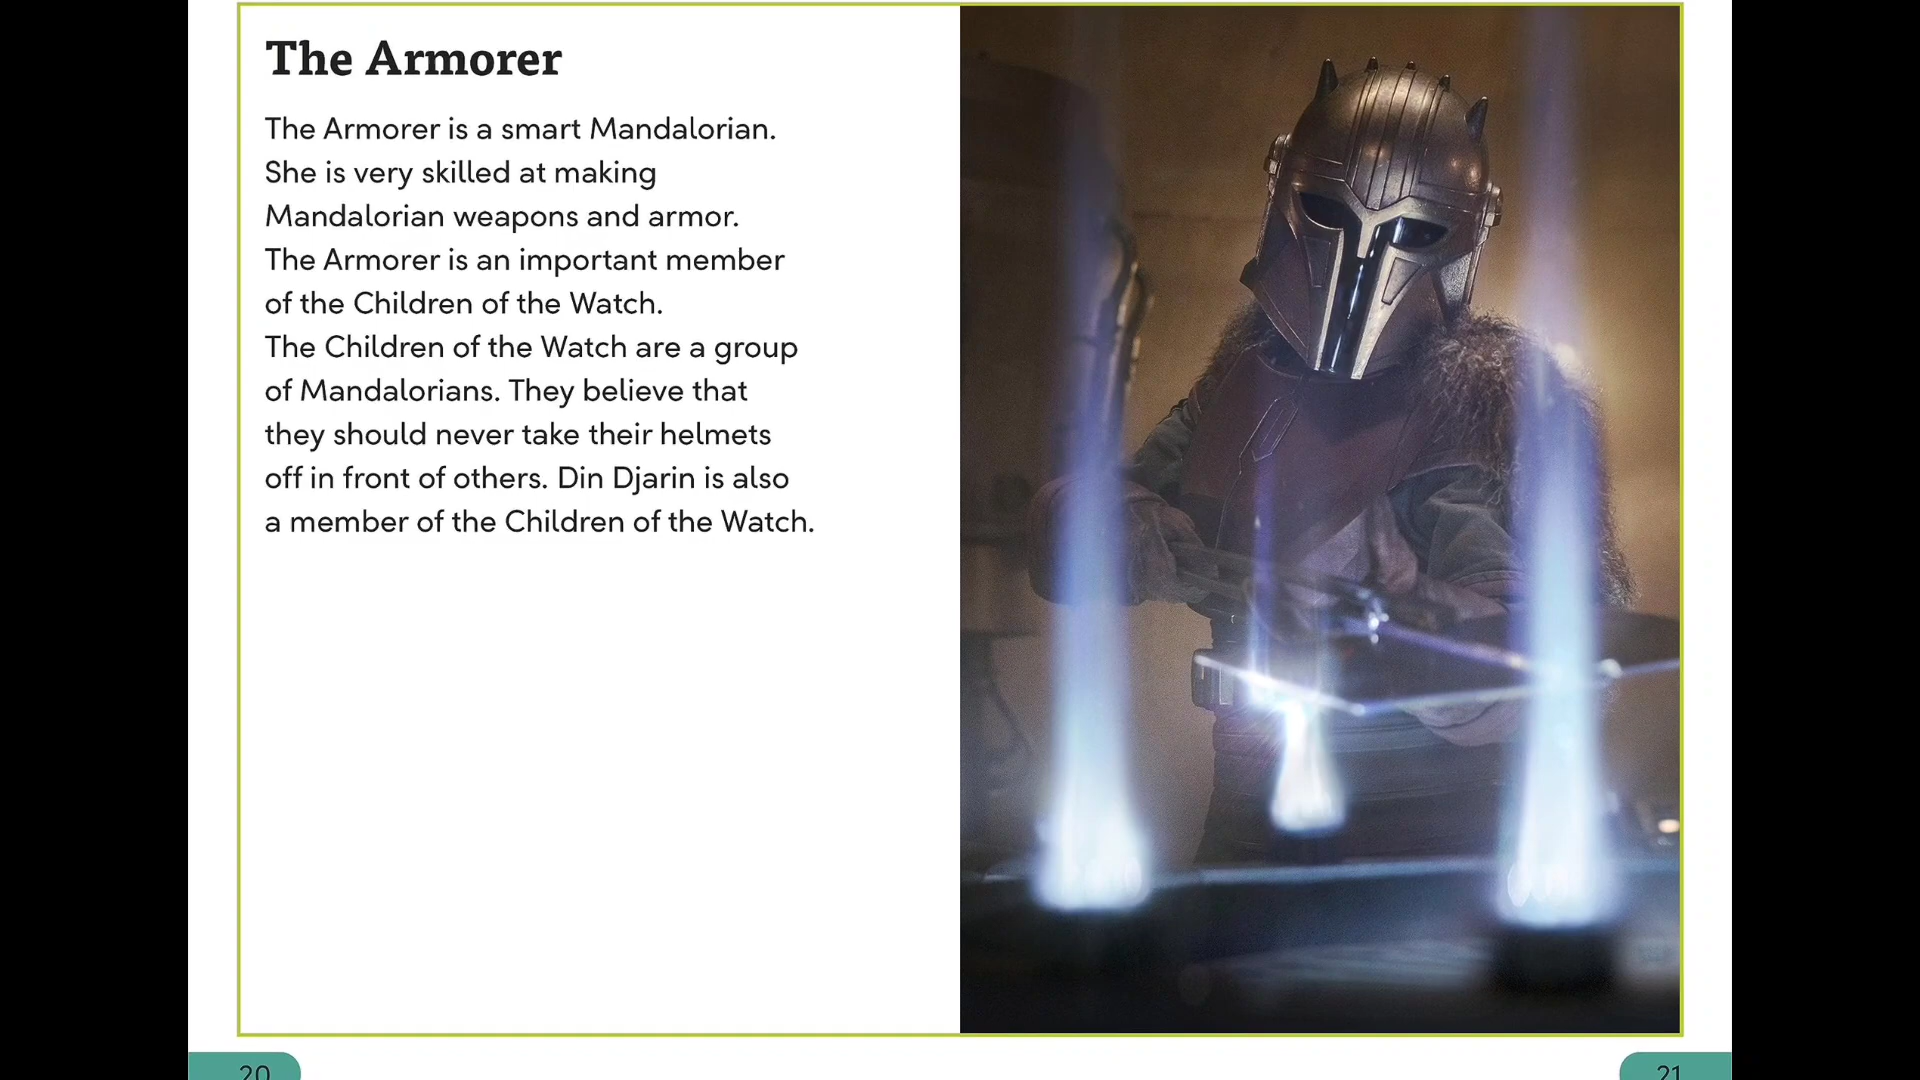 The Armorer
The Armorer is a smart Mandalorian.
She is very skilled at making
Mandalorian weapons and armor.
The Armorer is an important member
of the Children of the Watch.
The Children of the Watch are a group
of Mandalorians. They believe that
they should never take their helmets
off in front of others. Din Djarin is also
a member of the Children of the Watch.
20
21